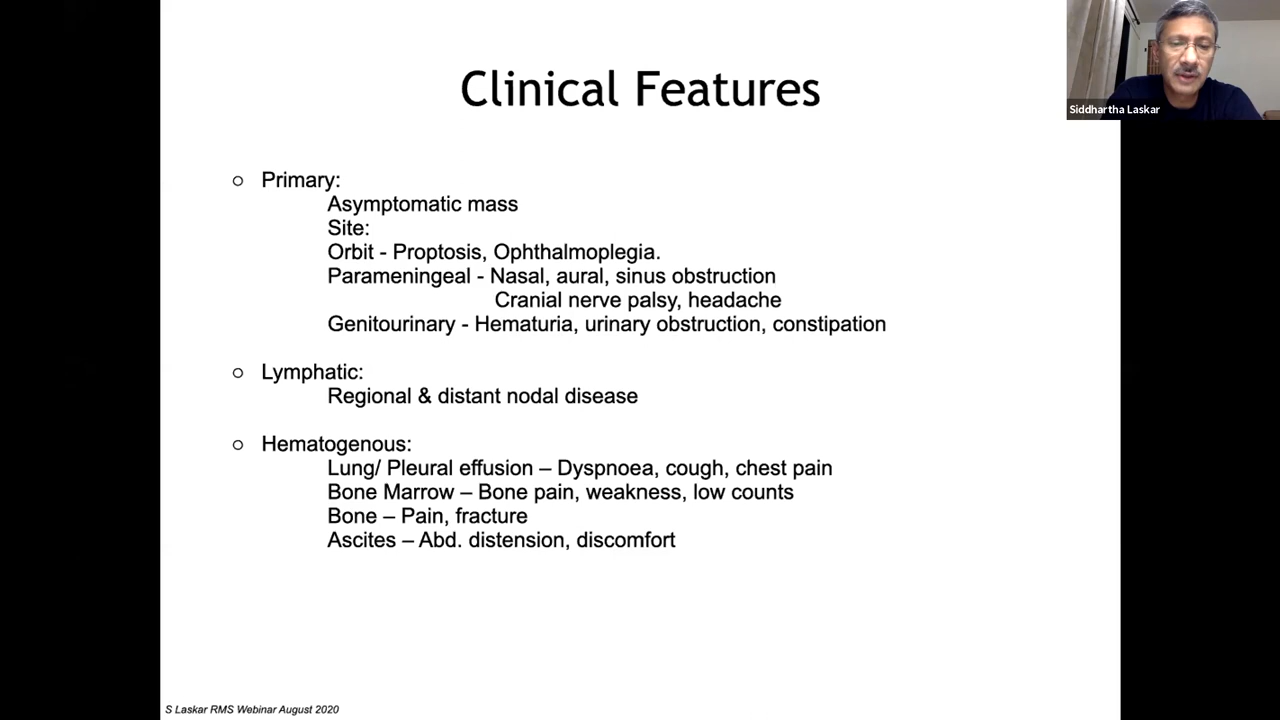 Clinical Features
Siddhartha Laskar
○ Primary:
Asymptomatic mass
Site:
Orbit - Proptosis, Ophthalmoplegia.
Parameningeal - Nasal, aural, sinus obstruction
Cranial nerve palsy, headache
Genitourinary - Hematuria, urinary obstruction, constipation
○ Lymphatic:
Regional & distant nodal disease
○ Hematogenous:
Lung/ Pleural effusion – Dyspnoea, cough, chest pain
Bone Marrow – Bone pain, weakness, low counts
Bone – Pain, fracture
Ascites – Abd. distension, discomfort
S Laskar RMS Webinar August 2020